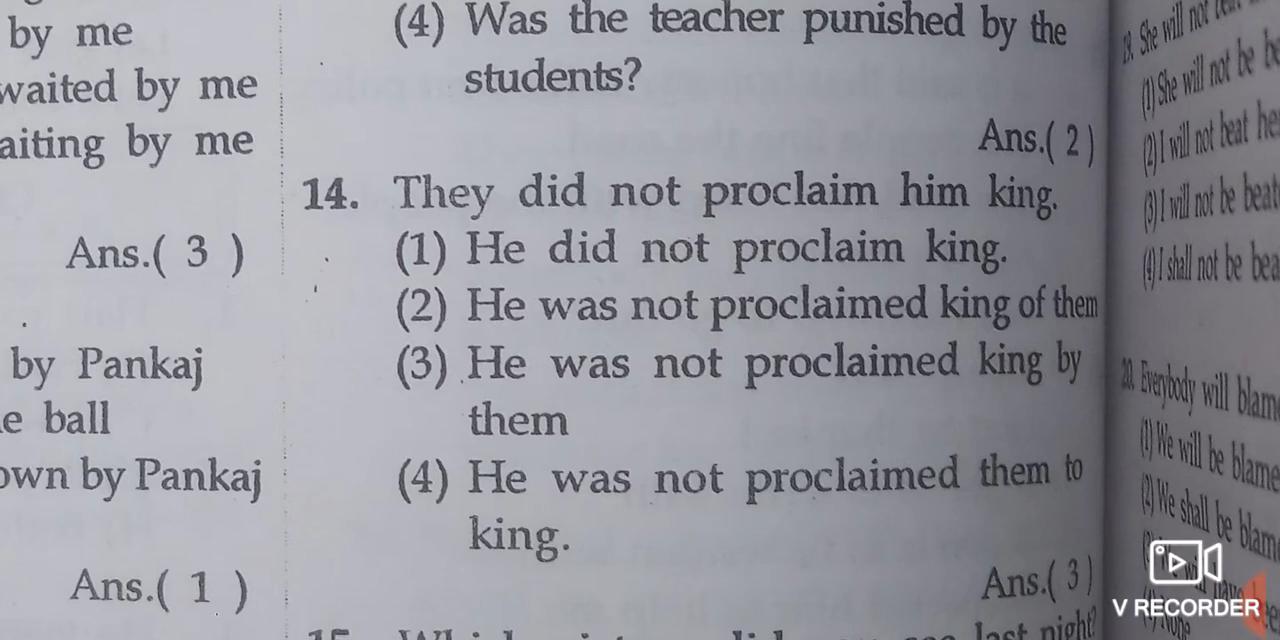 by me
waited by me
aiting by me
Ans.( 3 )
by Pankaj
e ball
own by Pankaj
Ans.( 1 )
(4) Was the teacher punished by the
students?
Ans.( 2 )
14. They did not proclaim him king.
(1) He did not proclaim king.
(2) He was not proclaimed king of them
(3) He was not proclaimed king by
them
(4) He was not proclaimed them to
king.
Ans.( 3 )
last night?
19. She will not
(1) She will not be be
(2) I will not beat he
(3) I will not be beat
(4) I shall not be bea
20. Everybody will blam
(1) We will be blame
(2) We shall be blam
(4) None
V RECORDER